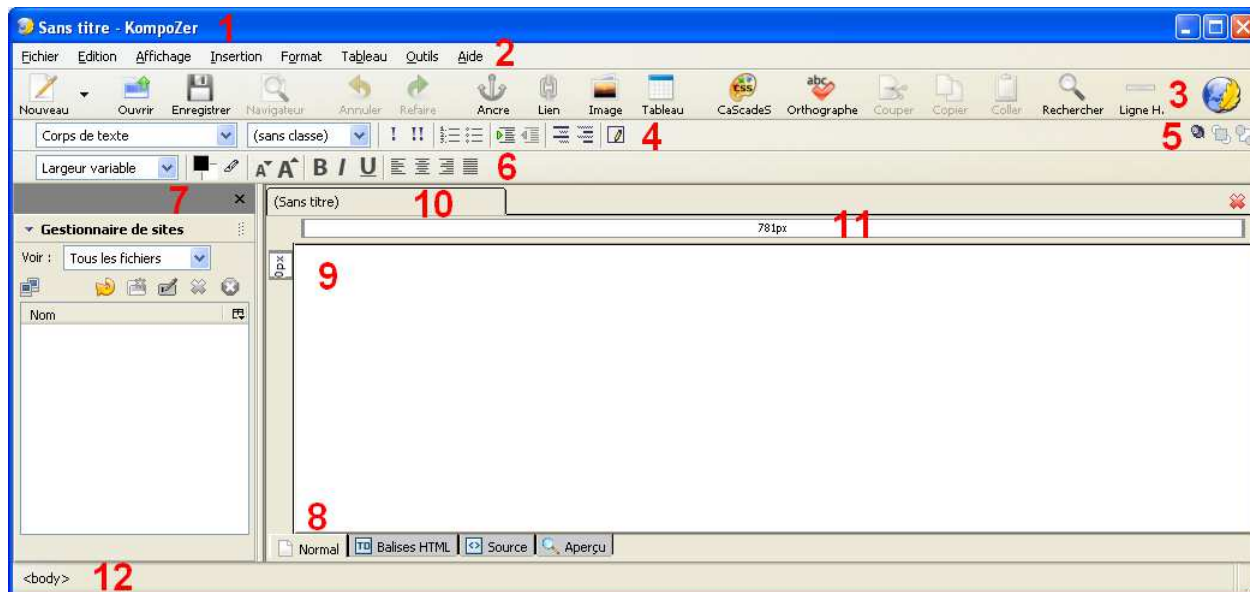 Sans titre - KompoZer 1
Fichier Edition Affichage Insertion Format Tableau Outils Aide 2
Nouveau Ouvrir Enregistrer Navigateur Annuler Refaire Ancre Lien Image Tableau CaScadeS Orthographe Couper Copier Coller Rechercher Ligne H. 3
Corps de texte (sans classe) ! !! 4 5
Largeur variable A A B I U 6
7 (Sans titre) 10
Gestionnaire de sites 781px 11
Voir : Tous les fichiers 0px 9
Nom
8
Normal TD Balises HTML Source Aperçu
<body> 12